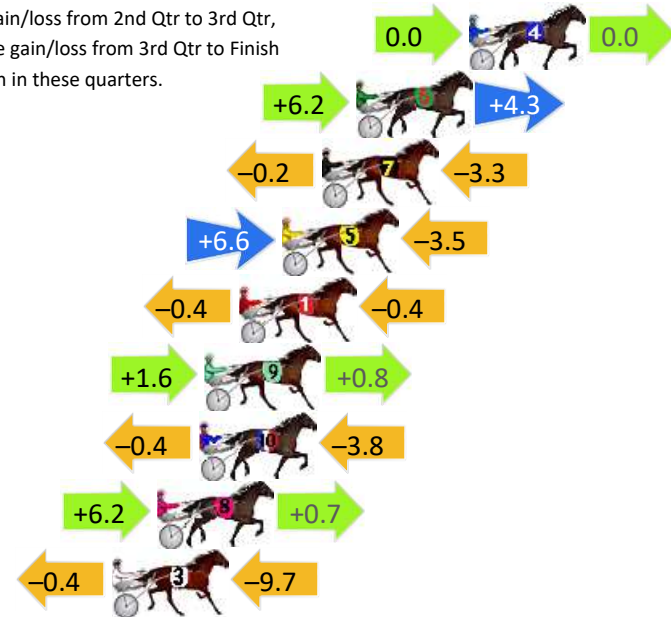 ain/loss from 2nd Qtr to 3rd Qtr,
e gain/loss from 3rd Qtr to Finish
n in these quarters.
0.0 4 0.0
+6.2 6 +4.3
–0.2 7 –3.3
+6.6 5 –3.5
–0.4 1 –0.4
+1.6 9 +0.8
–0.4 10 –3.8
+6.2 8 +0.7
–0.4 3 –9.7